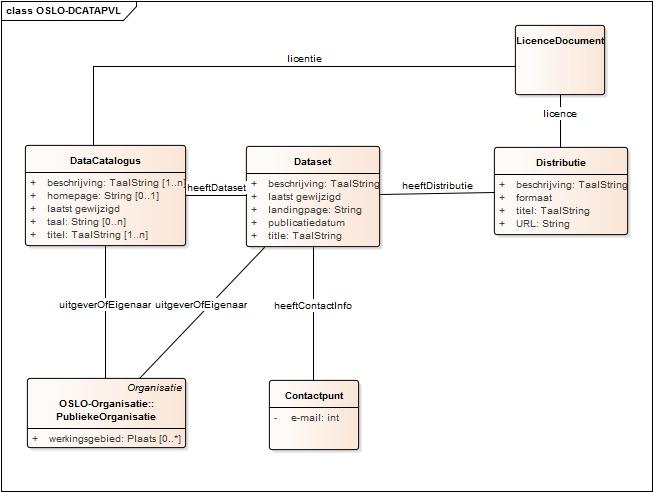 class OSLO-DCATAPVL
LicenceDocument
licentie
licence
DataCatalogus
+ beschrijving: TaalString [1..n]
+ homepage: String [0..1]
+ laatst gewijzigd
+ taal: String [0..n]
+ titel: TaalString [1..n]
heeftDataset
Dataset
+ beschrijving: TaalString
+ laatst gewijzigd
+ landingpage: String
+ publicatiedatum
+ title: TaalString
heeftDistributie
Distributie
+ beschrijving: TaalString
+ formaat
+ titel: TaalString
+ URL: String
uitgeverOfEigenaar
uitgeverOfEigenaar
heeftContactInfo
Organisatie
OSLO-Organisatie::
PubliekeOrganisatie
+ werkingsgebied: Plaats [0..*]
Contactpunt
- e-mail: int